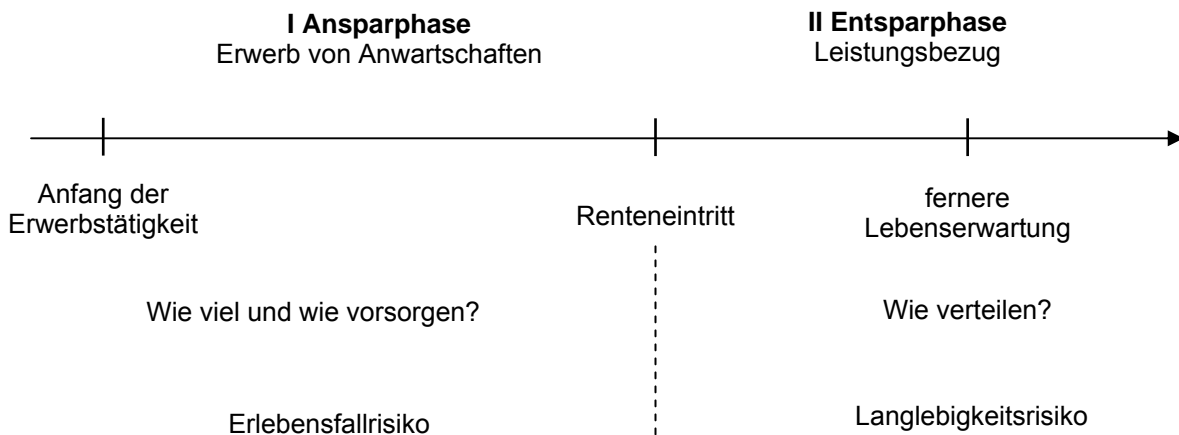 I Ansparphase
Erwerb von Anwartschaften
II Entsparphase
Leistungsbezug
Anfang der
Erwerbstätigkeit
Renteneintritt
fernere
Lebenserwartung
Wie viel und wie vorsorgen?
Wie verteilen?
Erlebensfallrisiko
Langlebigkeitsrisiko